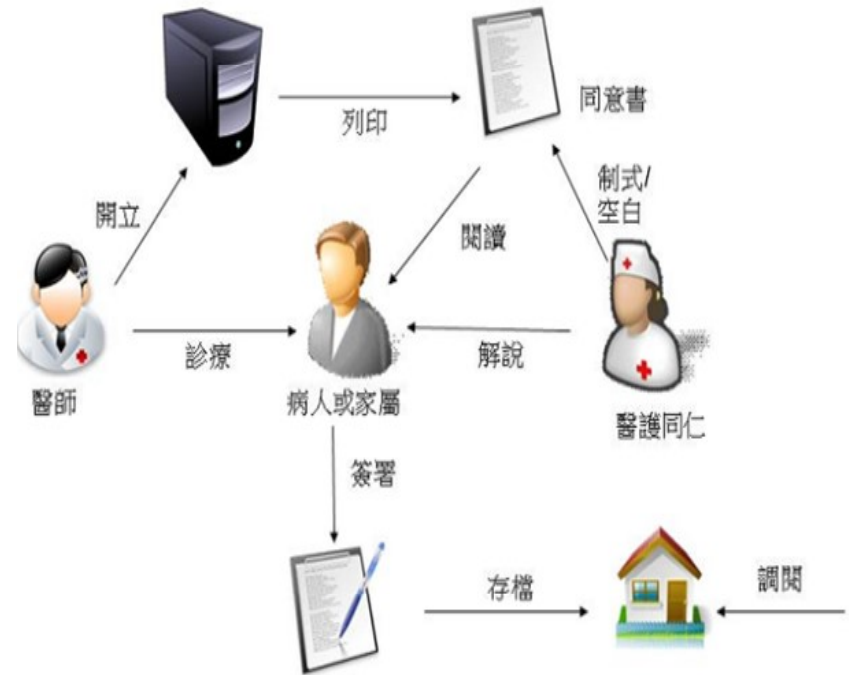 列印
同意書
制式/
空白
開立
閱讀
診療
解說
醫師
病人或家屬
醫護同仁
簽署
存檔
調閱